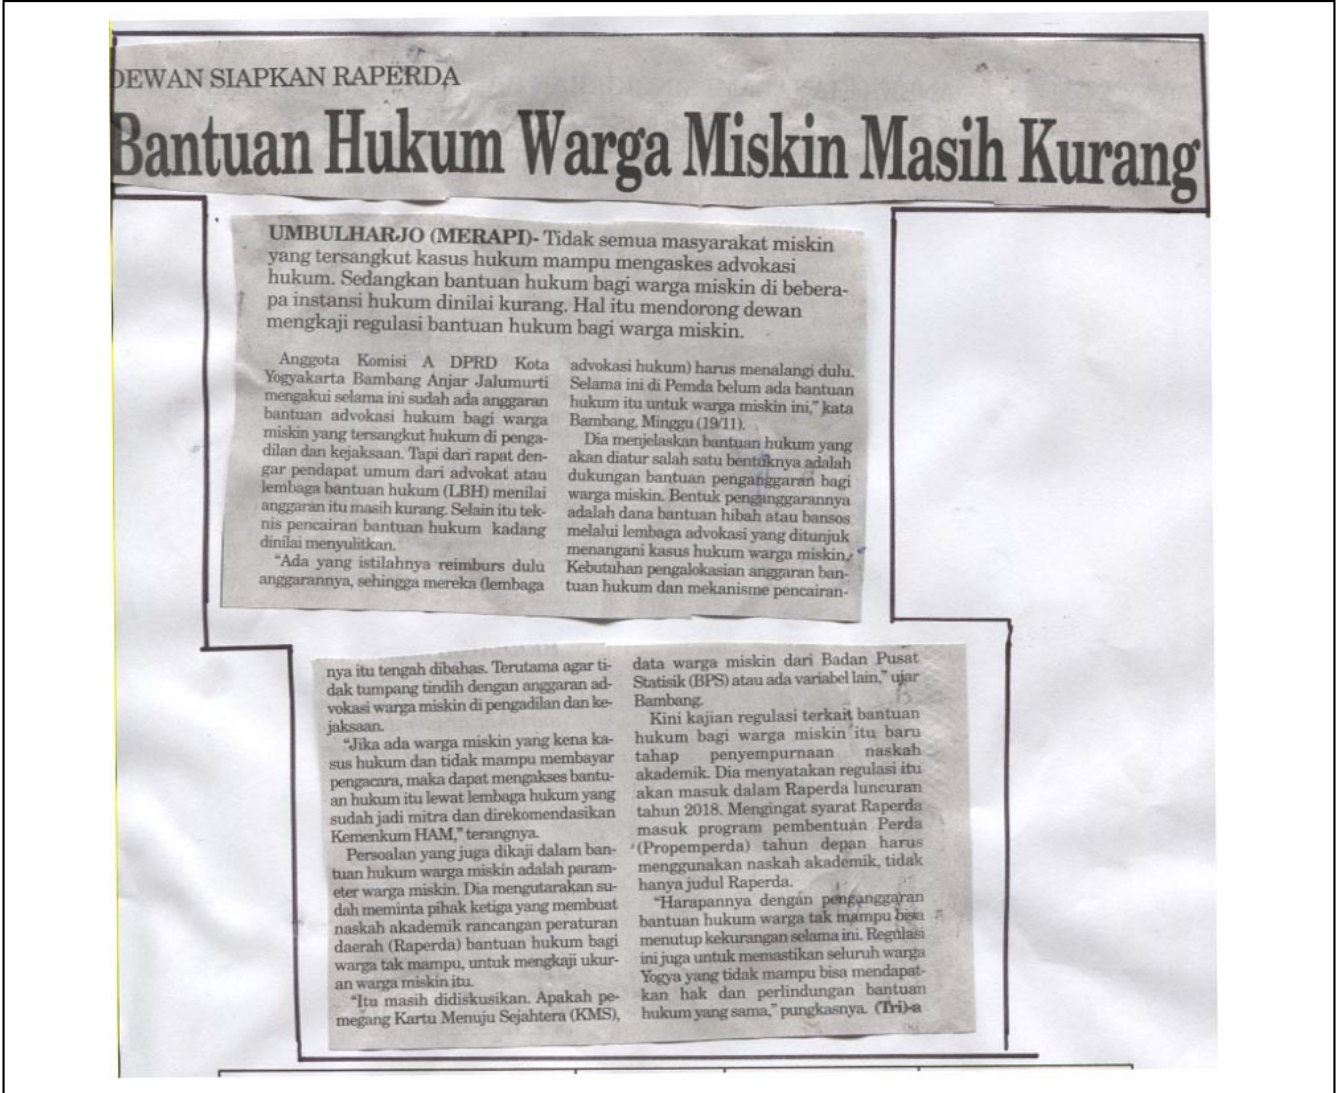 DEWAN SIAPKAN RAPERDA
Bantuan Hukum Warga Miskin Masih Kurang
UMBULHARJO (MERAPI)- Tidak semua masyarakat miskin
yang tersangkut kasus hukum mampu mengaskes advokasi
hukum. Sedangkan bantuan hukum bagi warga miskin di bebera-
pa instansi hukum dinilai kurang. Hal itu mendorong dewan
mengkaji regulasi bantuan hukum bagi warga miskin.
Anggota Komisi A DPRD Kota
Yogyakarta Bambang Anjar Jalumurti
mengakui selama ini sudah ada anggaran
bantuan advokasi hukum bagi warga
miskin yang tersangkut hukum di penga-
dilan dan kejaksaan. Tapi dari rapat den-
gar pendapat umum dari advokat atau
lembaga bantuan hukum (LBH) menilai
anggaran itu masih kurang. Selain itu tek-
nis pencairan bantuan hukum kadang
dinilai menyulitkan.
"Ada yang istilahnya reimburs dulu
anggarannya, sehingga mereka (lembaga
advokasi hukum) harus menalangi dulu.
Selama ini di Pemda belum ada bantuan
hukum itu untuk warga miskin ini," kata
Bambang, Minggu (19/11).
Dia menjelaskan bantuan hukum yang
akan diatur salah satu bentuknya adalah
dukungan bantuan penganggaran bagi
warga miskin. Bentuk penganggarannya
adalah dana bantuan hibah atau bansos
melalui lembaga advokasi yang ditunjuk
menangani kasus hukum warga miskin.
Kebutuhan pengalokasian anggaran ban-
tuan hukum dan mekanisme pencairan-
nya itu tengah dibahas. Terutama agar ti-
dak tumpang tindih dengan anggaran ad-
vokasi warga miskin di pengadilan dan ke-
jaksaan.
"Jika ada warga miskin yang kena ka-
sus hukum dan tidak mampu membayar
pengacara, maka dapat mengakses bantu-
an hukum itu lewat lembaga hukum yang
sudah jadi mitra dan direkomendasikan
Kemenkum HAM," terangnya.
Persoalan yang juga dikaji dalam ban-
tuan hukum warga miskin adalah param-
eter warga miskin. Dia mengutarakan su-
dah meminta pihak ketiga yang membuat
naskah akademik rancangan peraturan
daerah (Raperda) bantuan hukum bagi
warga tak mampu, untuk mengkaji ukur-
an warga miskin itu.
"Itu masih didiskusikan. Apakah pe-
megang Kartu Menuju Sejahtera (KMS),
data warga miskin dari Badan Pusat
Statisik (BPS) atau ada variabel lain," ujar
Bambang.
Kini kajian regulasi terkait bantuan
hukum bagi warga miskin itu baru
tahap penyempurnaan naskah
akademik. Dia menyatakan regulasi itu
akan masuk dalam Raperda luncuran
tahun 2018. Mengingat syarat Raperda
masuk program pembentuan Perda
(Propemperda) tahun depan harus
menggunakan naskah akademik, tidak
hanya judul Raperda.
"Harapannya dengan penganggaran
bantuan hukum warga tak mampu bisa
menutup kekurangan selama ini. Regulasi
ini juga untuk memastikan seluruh warga
Yogya yang tidak mampu bisa mendapat-
kan hak dan perlindungan bantuan
hukum yang sama," pungkasnya. (Tri)-a